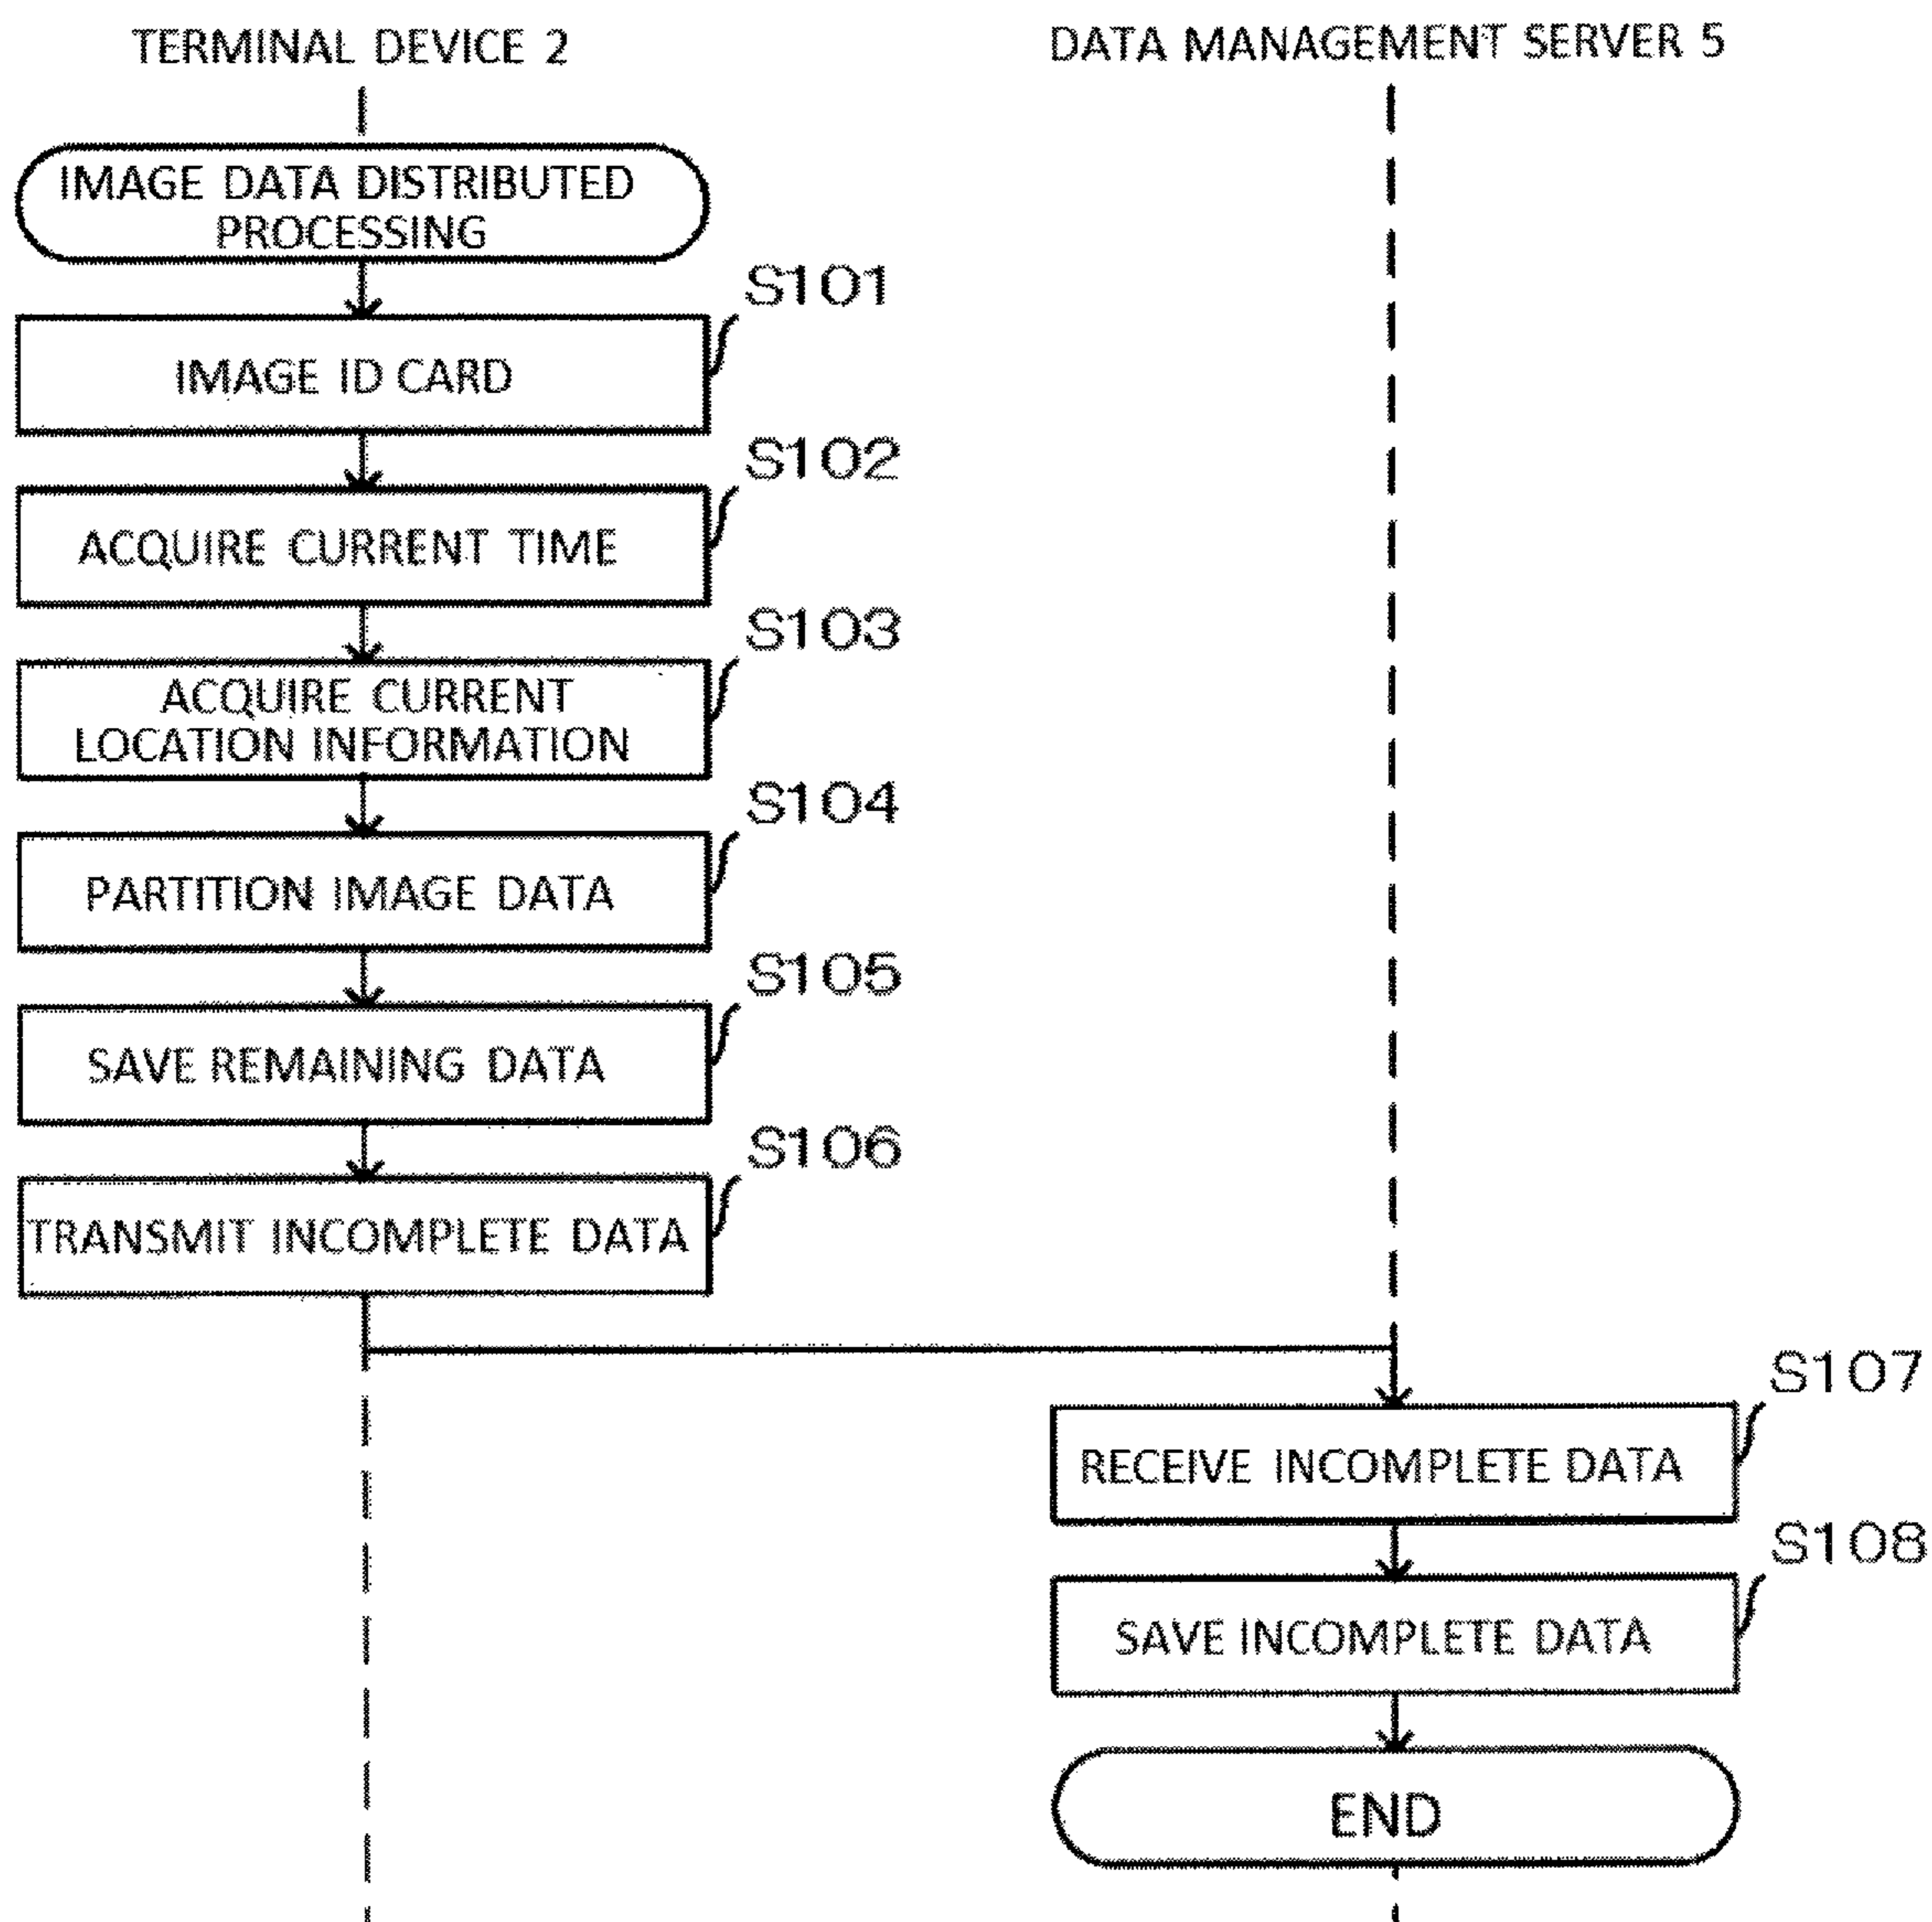 TERMINAL DEVICE 2
DATA MANAGEMENT SERVER 5
IMAGE DATA DISTRIBUTED
PROCESSING
S101
IMAGE ID CARD
S102
ACQUIRE CURRENT TIME
S103
ACQUIRE CURRENT
LOCATION INFORMATION
S104
PARTITION IMAGE DATA
S105
SAVE REMAINING DATA
S106
TRANSMIT INCOMPLETE DATA
S107
RECEIVE INCOMPLETE DATA
S108
SAVE INCOMPLETE DATA
END